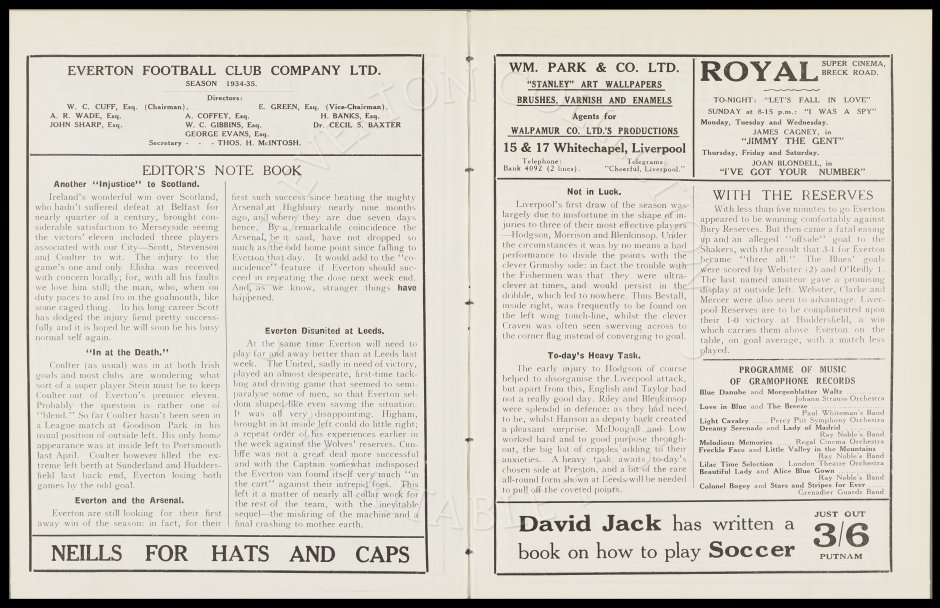 EVERTON FOOTBALL CLUB COMPANY LTD.
SEASON 1934-35.
Directors:
W. C. CUFF, Esq. (Chairman). E. GREEN, Esq. (Vice-Chairman).
A. R. WADE, Esq. A. COFFEY, Esq. H. BANKS, Esq.
JOHN SHARP, Esq. W. C. GIBBINS, Esq. Dr. CECIL S. BAXTER
GEORGE EVANS, Esq.
Secretary - - - THOS. H. McINTOSH.
EDITOR'S NOTE BOOK
Another "Injustice" to Scotland.
Ireland's wonderful win over Scotland,
who hadn't suffered defeat at Belfast for
nearly quarter of a century, brought con-
siderable satisfaction to Merseyside seeing
the victors' eleven included three players
associated with our City—Scott, Stevenson
and Coulter to wit. The injury to the
game's one and only Elisha was received
with concern locally; for, with all his faults
we love him still; the man, who, when on
duty paces to and fro in the goalmouth, like
some caged thing. In his long career Scott
has dodged the injury fiend pretty success-
fully and it is hoped he will soon be his busy
normal self again.
"In at the Death."
Coulter (as usual) was in at both Irish
goals and most clubs are wondering what
sort of a super player Stein must be to keep
Coulter out of Everton's premier eleven.
Probably the question is rather one of
"blend." So far Coulter hasn't been seen in
a League match at Goodison Park in his
usual position of outside left. His only home
appearance was at inside left to Portsmouth
last April. Coulter however filled the ex-
treme left berth at Sunderland and Hudders-
field last back end, Everton losing both
games by the odd goal.
Everton and the Arsenal.
Everton are still looking for their first
away win of the season: in fact, for their
first such success since beating the mighty
Arsenal at Highbury nearly nine months
ago, and where they are due seven days
hence. By a remarkable coincidence the
Arsenal, be it said, have not dropped so
much as the odd home point since falling to
Everton that day. It would add to the "co-
incidence" feature if Everton should suc-
ceed in repeating the dose next week end.
And, as we know, stranger things have
happened.
Everton Disunited at Leeds.
At the same time Everton will need to
play far and away better than at Leeds last
week. The United, sadly in need of victory,
played an almost desperate, first-time tack-
ling and driving game that seemed to semi-
paralyse some of men, so that Everton sel-
dom shaped like even saving the situation.
It was all very disappointing. Higham,
brought in at inside left could do little right;
a repeat order of his experiences earlier in
the week against the Wolves' reserves. Cun-
liffe was not a great deal more successful
and with the Captain somewhat indisposed
the Everton van found itself very much "in
the cart" against their intrepid foes. This
left it a matter of nearly all collar work for
the rest of the team, with the inevitable
sequel—the misfiring of the machine and a
final crashing to mother earth.
NEILLS FOR HATS AND CAPS
WM. PARK & CO. LTD.
"STANLEY" ART WALLPAPERS
BRUSHES, VARNISH AND ENAMELS
Agents for
WALPAMUR CO. LTD.'S PRODUCTIONS
15 & 17 Whitechapel, Liverpool
Telephone: Telegrams:
Bank 4092 (2 lines). "Cheerful, Liverpool."
ROYAL SUPER CINEMA,
BRECK ROAD.
TO-NIGHT: "LET'S FALL IN LOVE"
SUNDAY at 8-15 p.m.: "I WAS A SPY"
Monday, Tuesday and Wednesday.
JAMES CAGNEY, in
"JIMMY THE GENT"
Thursday, Friday and Saturday.
JOAN BLONDELL, in
"I'VE GOT YOUR NUMBER"
Not in Luck.
Liverpool's first draw of the season was
largely due to misfortune in the shape of in-
juries to three of their most effective players
—Hodgson, Morrison and Blenkinsop. Under
the circumstances it was by no means a bad
performance to divide the points with the
clever Grimsby side: in fact the trouble with
the Fishermen was that they were ultra-
clever at times, and would persist in the
dribble, which led to nowhere. Thus Bestall,
inside right, was frequently to be found on
the left wing touch-line, whilst the clever
Craven was often seen swerving across to
the corner flag instead of converging to goal.
To-day's Heavy Task.
The early injury to Hodgson of course
helped to disorganise the Liverpool attack,
but apart from this, English and Taylor had
not a really good day. Riley and Blenkinsop
were splendid in defence: as they had need
to be, whilst Hanson as deputy back created
a pleasant surprise. McDougall and Low
worked hard and to good purpose through-
out, the big list of cripples adding to their
anxieties. A heavy task awaits to-day's
chosen side at Preston, and a bit of the rare
all-round form shown at Leeds will be needed
to pull off the coveted points.
WITH THE RESERVES
With less than five minutes to go Everton
appeared to be winning comfortably against
Bury Reserves. But then came a fatal easing
up and an alleged "offside" goal to the
Shakers, with the result that 3-1 for Everton
became "three all." The Blues' goals
were scored by Webster (2) and O'Reilly 1.
The last named amateur gave a promising
display at outside left. Webster, Clarke and
Mercer were also seen to advantage. Liver-
pool Reserves are to be complimented upon
their 1-0 victory at Huddersfield, a win
which carries them above Everton on the
table, on goal average, with a match less
played.
PROGRAMME OF MUSIC
OF GRAMOPHONE RECORDS
Blue Danube and Morgenblatter Waltz
Johann Strauss Orchestra
Love in Blue and The Breeze
Paul Whiteman's Band
Light Cavalry ...... Percy Pitt Symphony Orchestra
Dreamy Serenade and Lady of Madrid
Ray Noble's Band
Melodious Memories ...... Regal Cinema Orchestra
Freckle Face and Little Valley in the Mountains
Ray Noble's Band
Lilac Time Selection London Theatre Orchestra
Beautiful Lady and Alice Blue Gown
Ray Noble's Band
Colonel Bogey and Stars and Stripes for Ever
Grenadier Guards Band
David Jack has written a
book on how to play Soccer
JUST OUT
3/6
PUTNAM